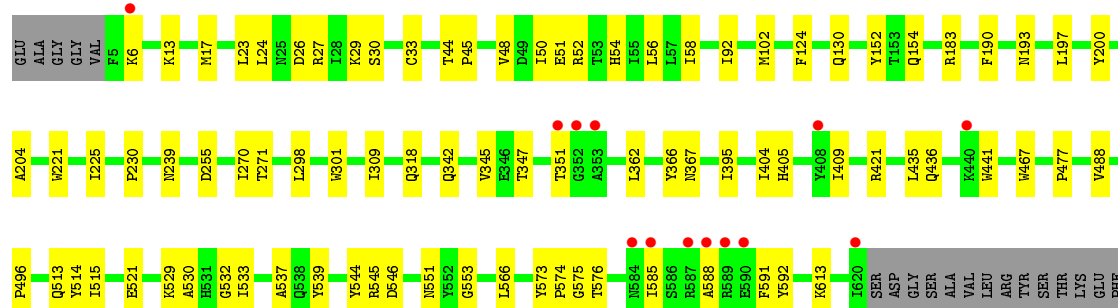 GLU ALA GLY GLY VAL F5 K6 K13 M17 L23 L24 N25 D26 R27 I28 K29 S30 C33 T44 P45 V48 D49 I50 E51 R52 T53 H54 I55 L56 L57 I58 I92 M102 F124 Q130 Y152 T153 Q154 R183 F190 N193 L197 Y200
A204 W221 I225 P230 N239 D255 I270 T271 L298 W301 I309 Q318 Q342 V345 E346 T347 T351 G352 A353 L362 Y366 N367 I395 I404 H405 Y408 I409 R421 L435 Q436 K440 W441 W467 P477 V488
P496 Q513 Y514 I515 E521 K529 A530 H531 G532 I533 A537 Q538 Y539 Y544 R545 D546 N551 Y552 G553 L566 Y573 P574 G575 T576 N584 I585 S586 R587 A588 R589 E590 F591 Y592 K613 I620 SER ASP GLY SER ALA VAL LEU ARG TYR SER THR LYS GLU PHE